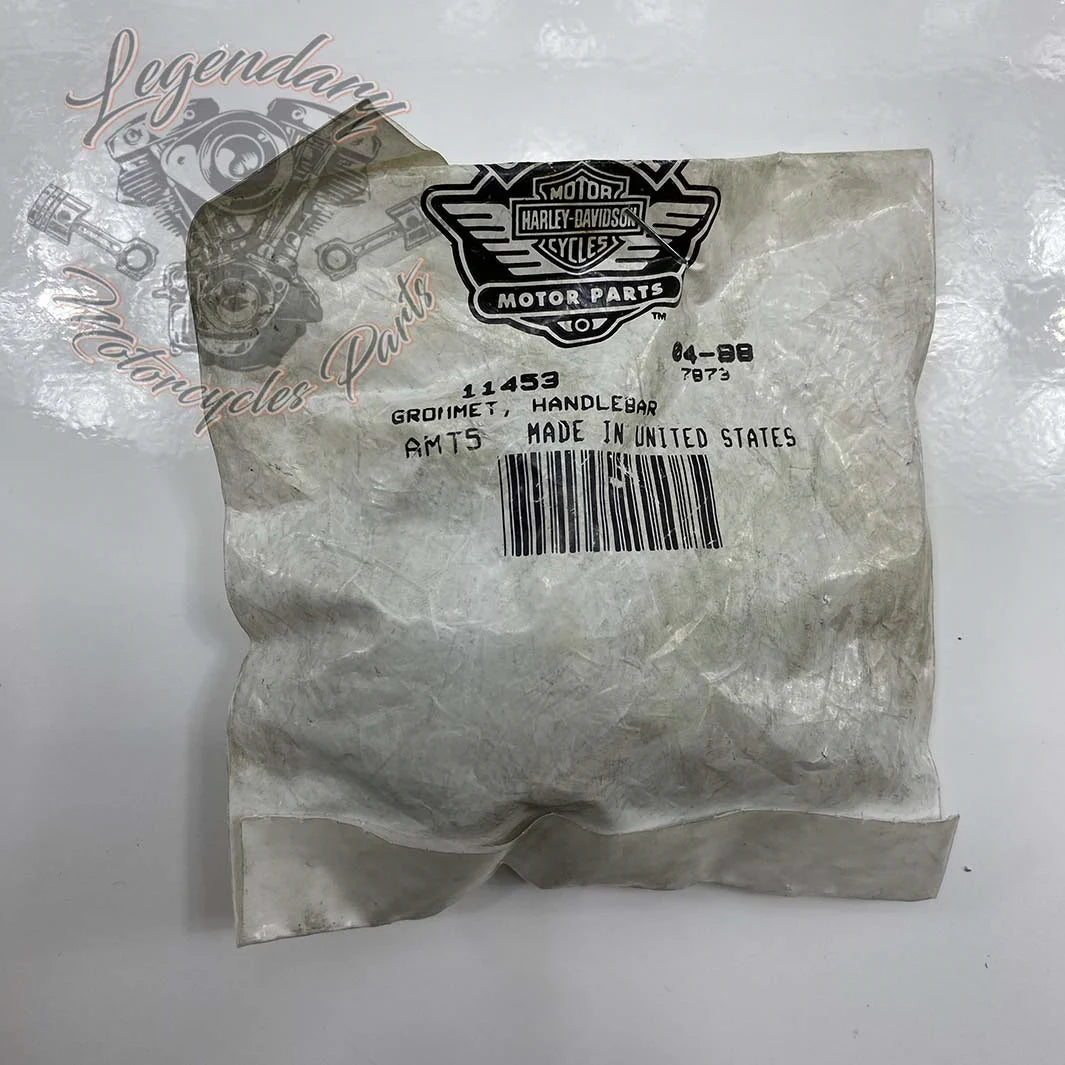 Legendary
Motorcycles Parts
MOTOR
HARLEY-DAVIDSON
CYCLES
MOTOR PARTS
TM
04-88
11453
7873
GROMMET, HANDLEBAR
AMTS MADE IN UNITED STATES